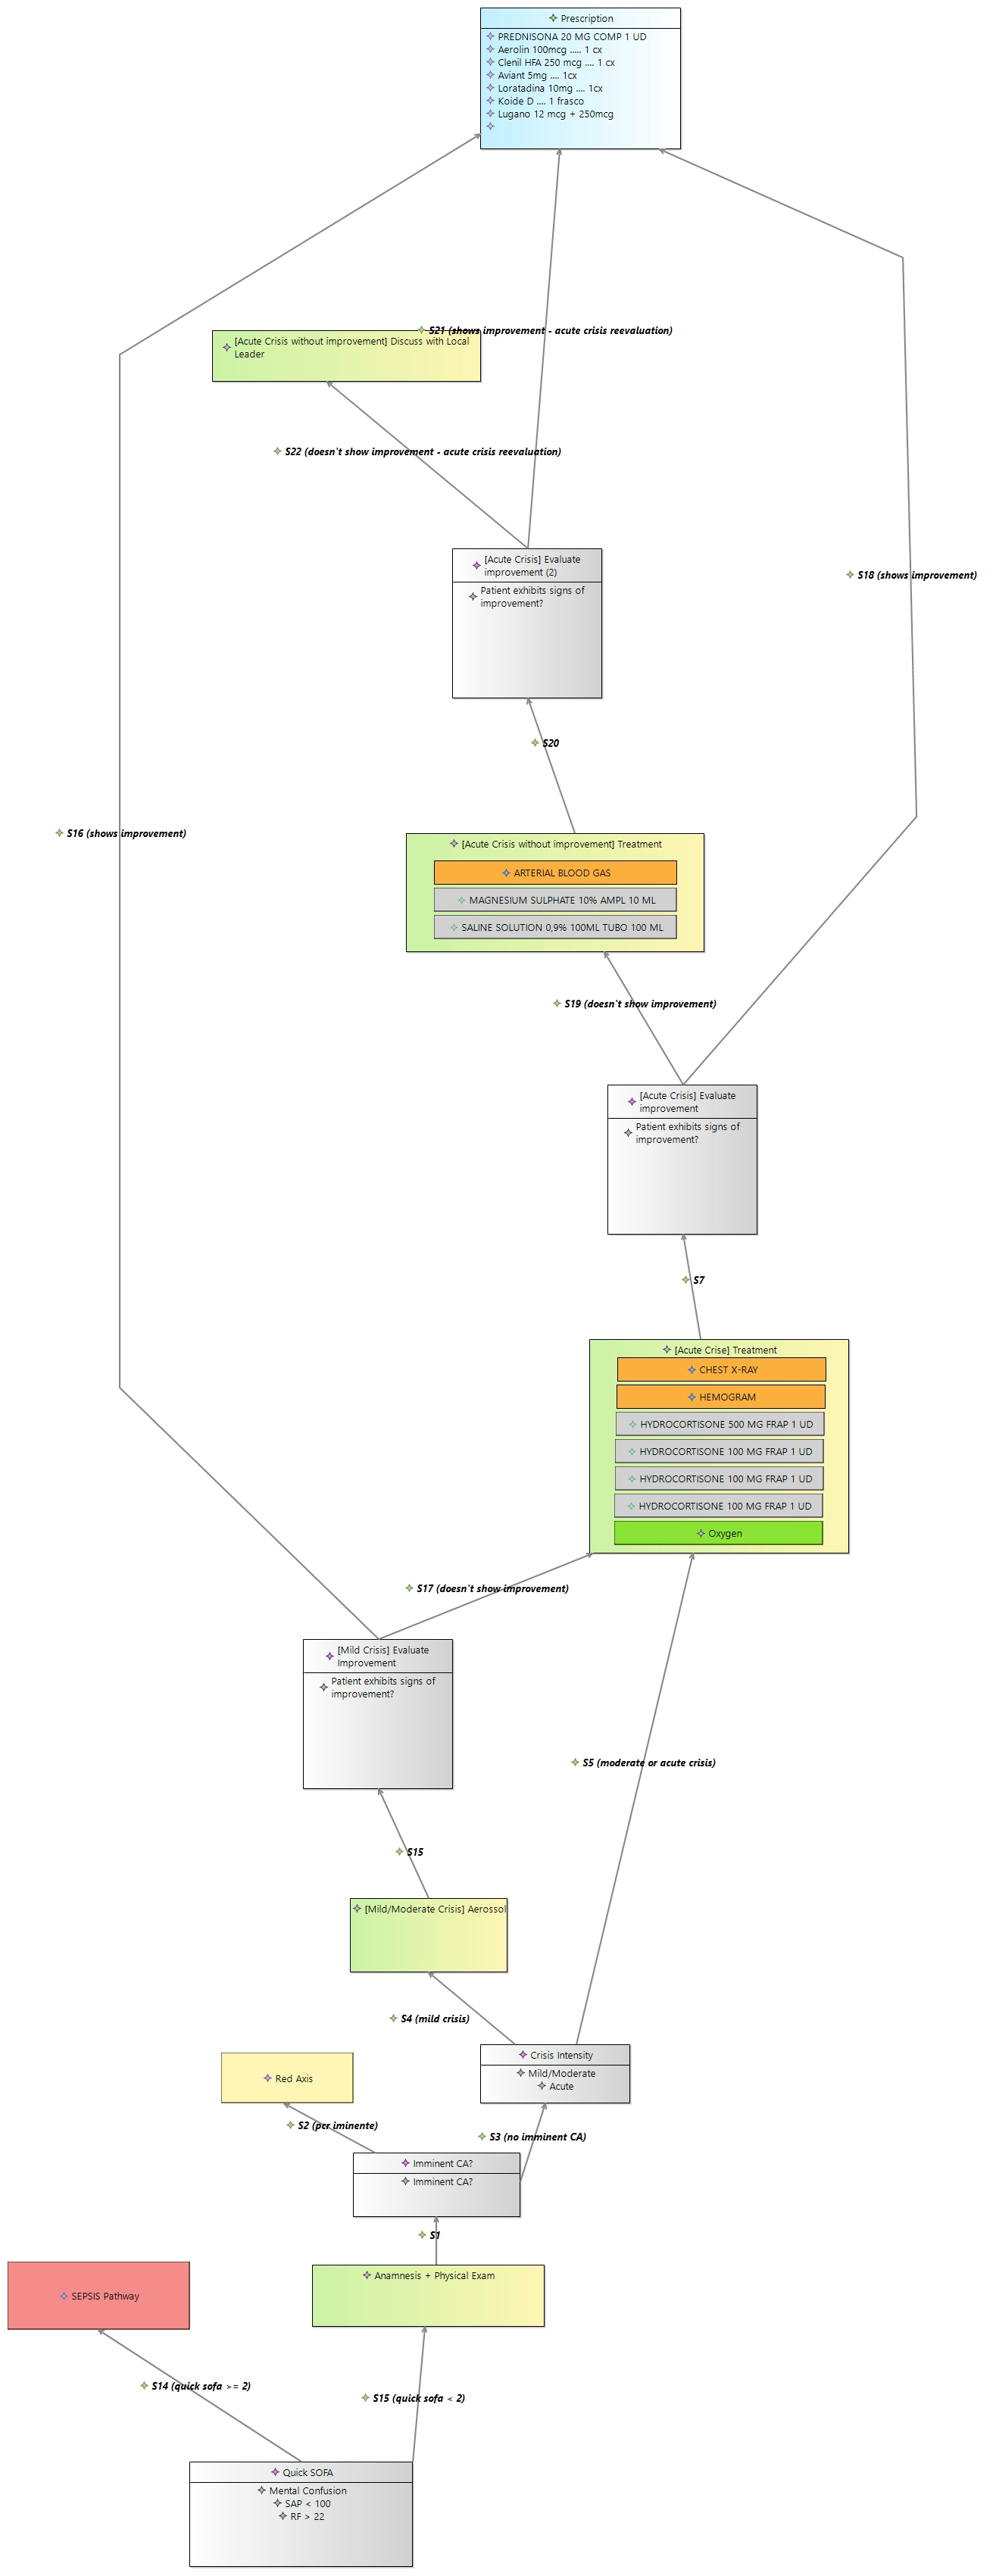 Prescription
PREDNISONA 20 MG COMP 1 UD
Aerolin 100mcg ..... 1 cx
Clenil HFA 250 mcg .... 1 cx
Aviant 5mg .... 1cx
Loratadina 10mg .... 1cx
Koide D .... 1 frasco
Lugano 12 mcg + 250mcg
S21 (shows improvement - acute crisis reevaluation)
[Acute Crisis without improvement] Discuss with Local
Leader
S22 (doesn't show improvement - acute crisis reevaluation)
[Acute Crisis] Evaluate
improvement (2)
Patient exhibits signs of
improvement?
S18 (shows improvement)
S20
S16 (shows improvement)
[Acute Crisis without improvement] Treatment
ARTERIAL BLOOD GAS
MAGNESIUM SULPHATE 10% AMPL 10 ML
SALINE SOLUTION 0,9% 100ML TUBO 100 ML
S19 (doesn't show improvement)
[Acute Crisis] Evaluate
improvement
Patient exhibits signs of
improvement?
S7
[Acute Crise] Treatment
CHEST X-RAY
HEMOGRAM
HYDROCORTISONE 500 MG FRAP 1 UD
HYDROCORTISONE 100 MG FRAP 1 UD
HYDROCORTISONE 100 MG FRAP 1 UD
HYDROCORTISONE 100 MG FRAP 1 UD
Oxygen
S17 (doesn't show improvement)
[Mild Crisis] Evaluate
Improvement
Patient exhibits signs of
improvement?
S5 (moderate or acute crisis)
S15
[Mild/Moderate Crisis] Aerossol
S4 (mild crisis)
Crisis Intensity
Mild/Moderate
Acute
Red Axis
S2 (pcr iminente)
S3 (no imminent CA)
Imminent CA?
Imminent CA?
S1
Anamnesis + Physical Exam
SEPSIS Pathway
S14 (quick sofa >= 2)
S15 (quick sofa < 2)
Quick SOFA
Mental Confusion
SAP < 100
RF > 22